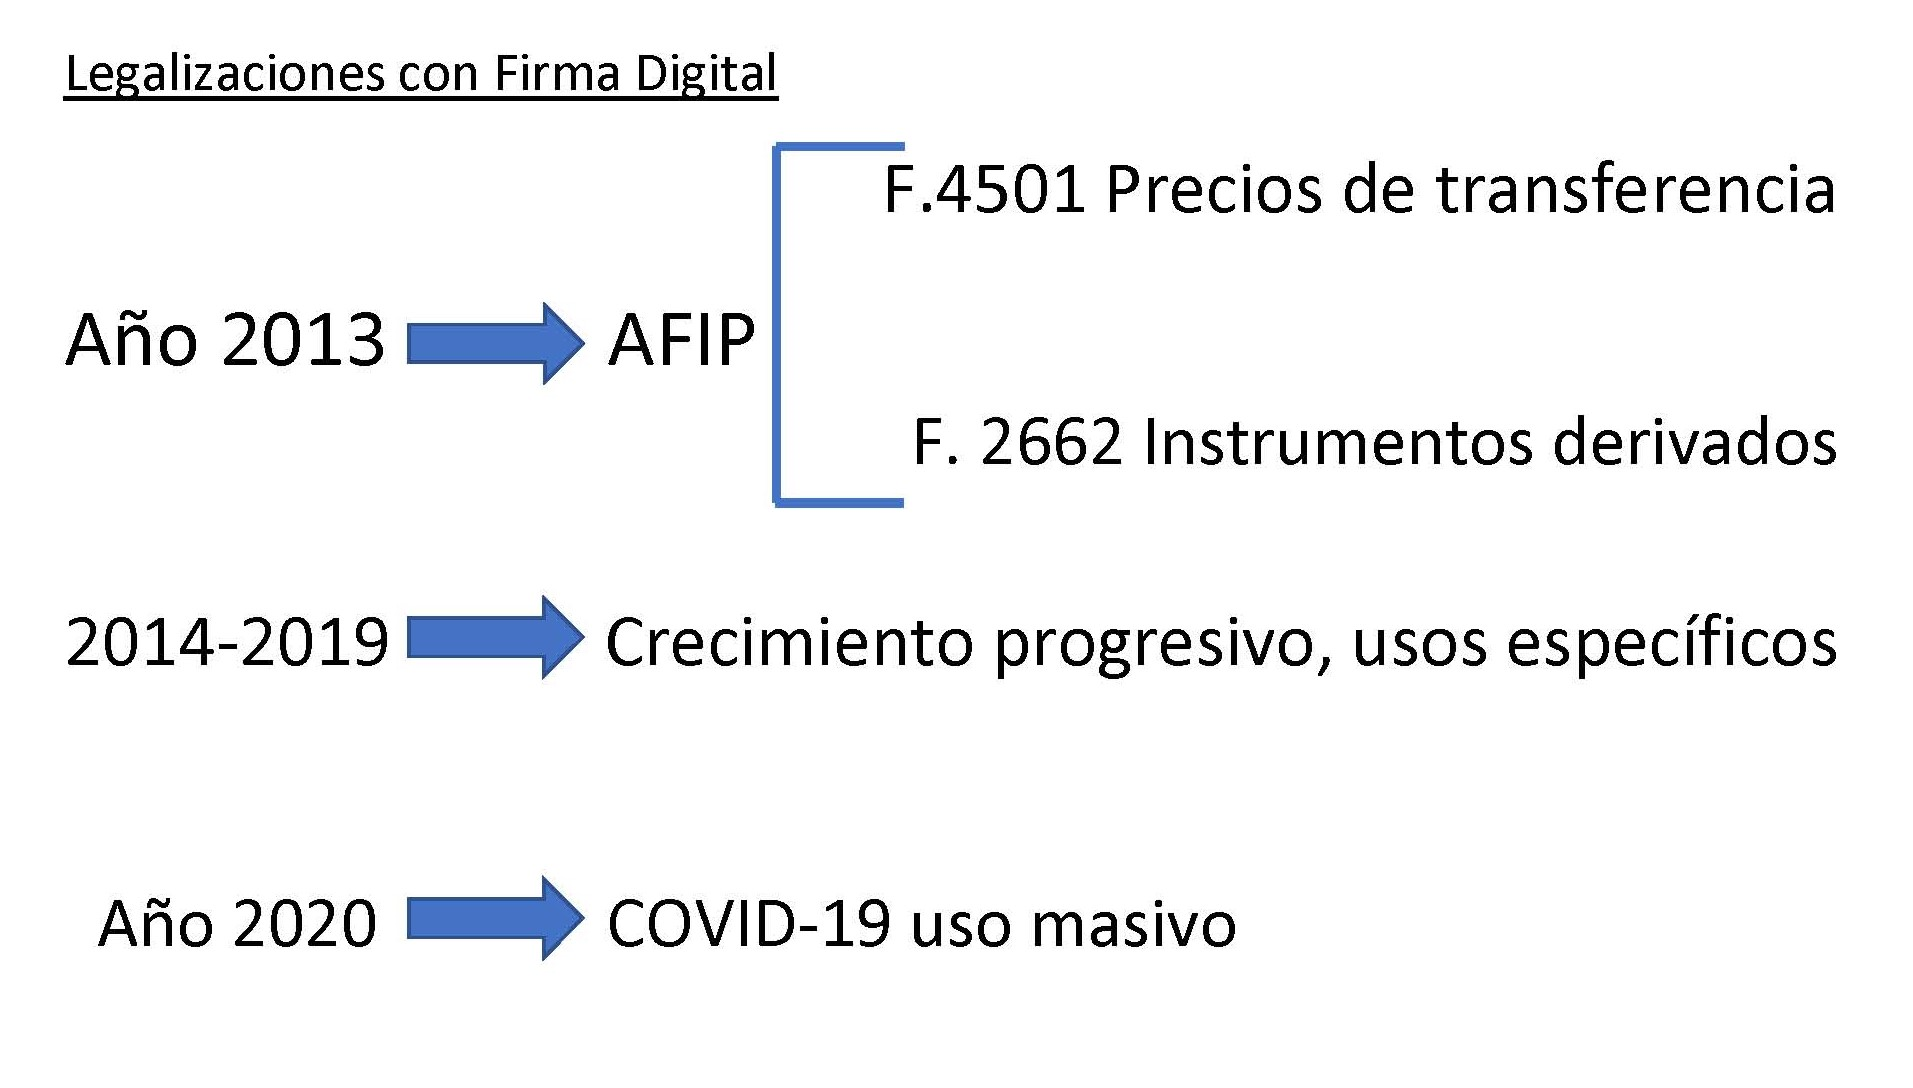 Legalizaciones con Firma Digital
F.4501 Precios de transferencia
Año 2013
AFIP
F. 2662 Instrumentos derivados
2014-2019
Crecimiento progresivo, usos específicos
Año 2020
COVID-19 uso masivo